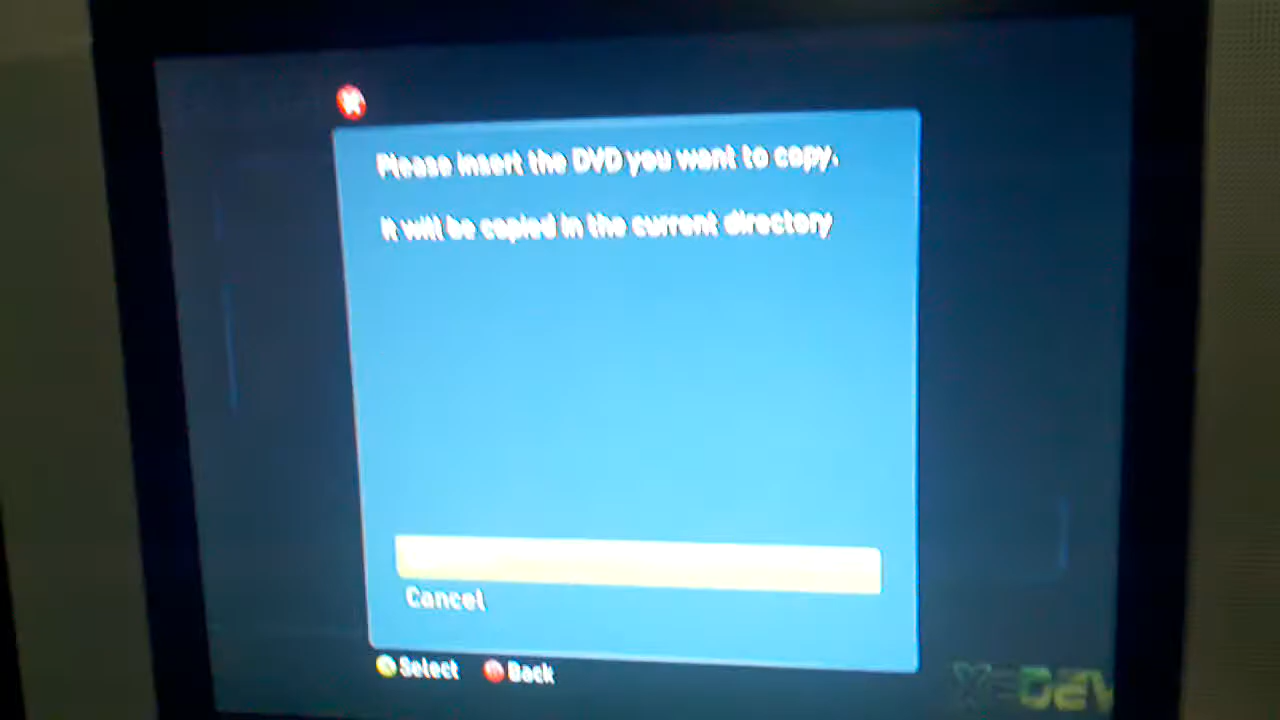 Please insert the DVD you want to copy.
It will be copied in the current directory
Cancel
Select
Back